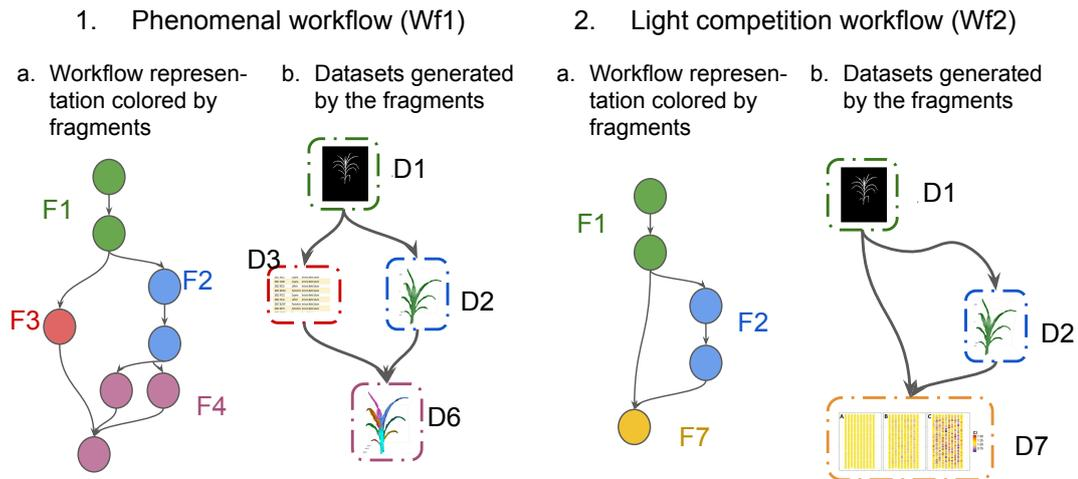 1. Phenomenal workflow (Wf1)
a. Workflow represen-
tation colored by
fragments
b. Datasets generated
by the fragments
F1
F2
F3
F4
D1
D3
D2
D6
2. Light competition workflow (Wf2)
a. Workflow represen-
tation colored by
fragments
b. Datasets generated
by the fragments
F1
F2
F7
D1
D2
A B C
D7